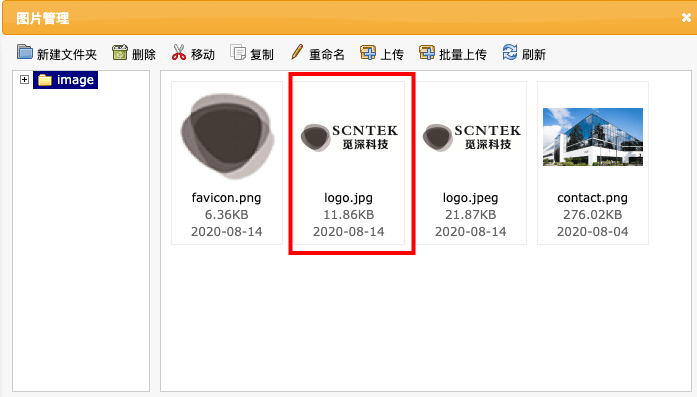 图片管理
新建文件夹 删除 移动 复制 重命名 上传 批量上传 刷新
image
SCNTEK
觅深科技
SCNTEK
觅深科技
favicon.png
6.36KB
2020-08-14
logo.jpg
11.86KB
2020-08-14
logo.jpeg
21.87KB
2020-08-14
contact.png
276.02KB
2020-08-04